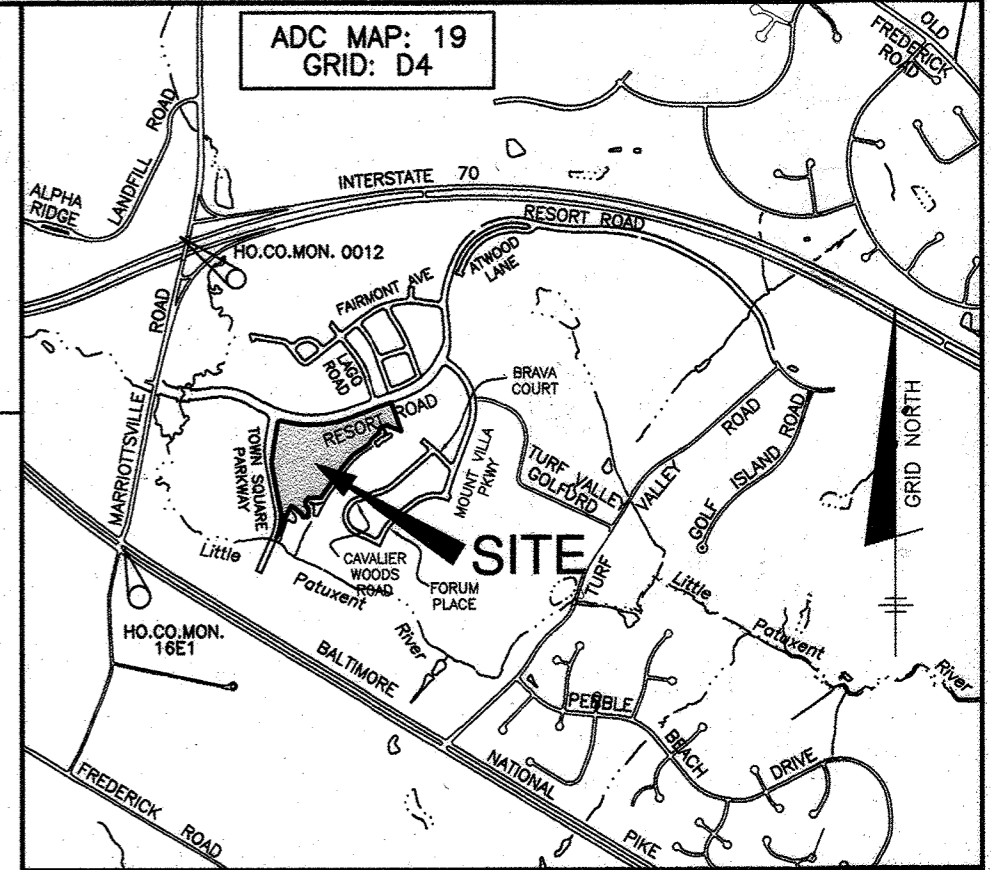 ADC MAP: 19
GRID: D4
OLD
FREDERICK
ROAD
LANDFILL ROAD
ALPHA
RIDGE
INTERSTATE 70
RESORT ROAD
HO.CO.MON. 0012
ATWOOD
LANE
FAIRMONT AVE.
LAGO
ROAD
MARRIOTTSVILLE ROAD
BRAVA
COURT
RESORT ROAD
TOWN SQUARE
PARKWAY
MOUNT VILLA
PKWY
TURF VALLEY
GOLFORD
TURF VALLEY ROAD
GOLF ISLAND ROAD
GRID NORTH
SITE
CAVALIER
WOODS
ROAD
FORUM
PLACE
Little Patuxent River
Little Patuxent River
HO.CO.MON.
16E1
BALTIMORE NATIONAL PIKE
PEBBLE BEACH DRIVE
FREDERICK ROAD